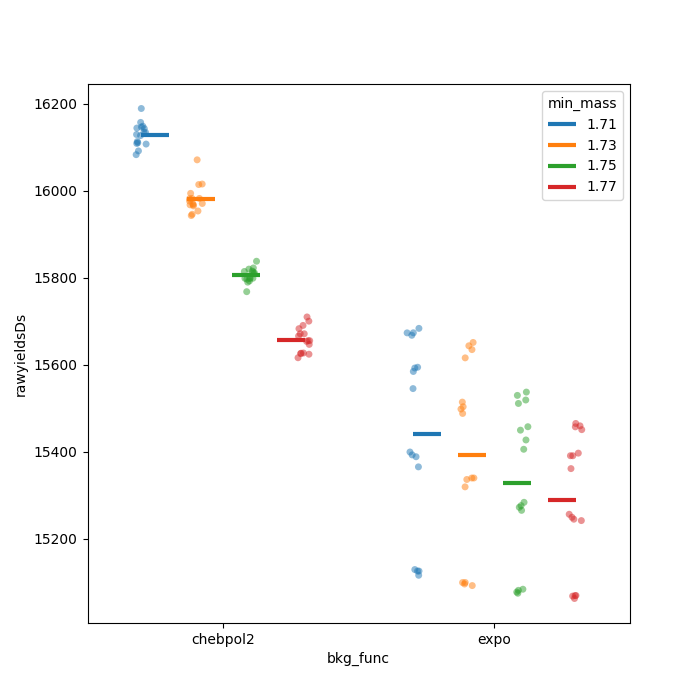 min_mass
1.71
1.73
1.75
1.77
16200
16000
15800
15600
15400
15200
rawyieldsDs
chebpol2
expo
bkg_func